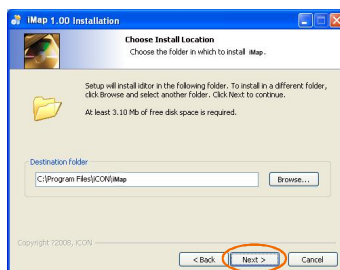 iMap 1.00 Installation
Choose Install Location
Choose the folder in which to install iMap.
Setup will install iditor in the following folder. To install in a different folder,
click Browse and select another folder. Click Next to continue.
At least 3.10 Mb of free disk space is required.
Destination folder
C:\Program Files\iCON\iMap
Browse...
Copyright ?2008, iCON
< Back
Next >
Cancel